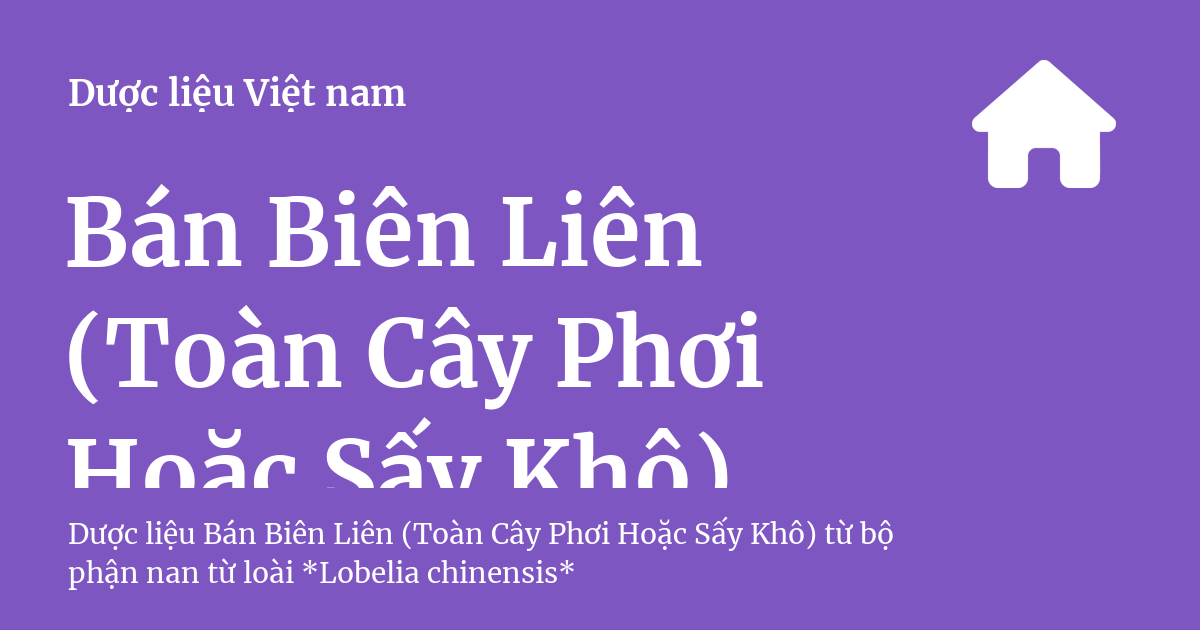 Dược liệu Việt nam
Bán Biên Liên
(Toàn Cây Phơi
Hoặc Sấy Khô)
Dược liệu Bán Biên Liên (Toàn Cây Phơi Hoặc Sấy Khô) từ bộ
phận nan từ loài *Lobelia chinensis*